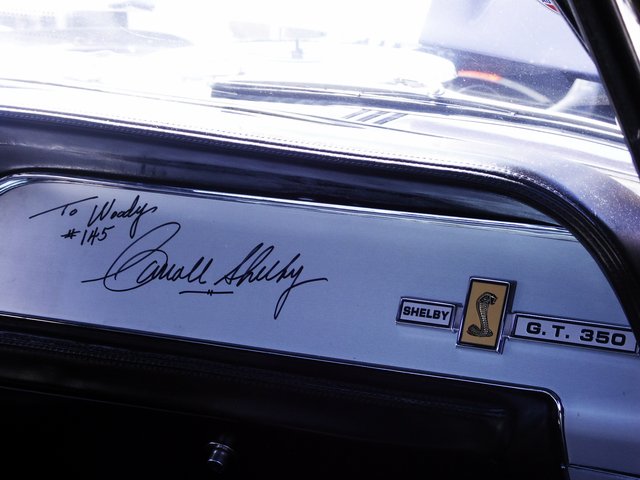 To Woody
#145
Carroll Shelby
SHELBY
G.T. 350